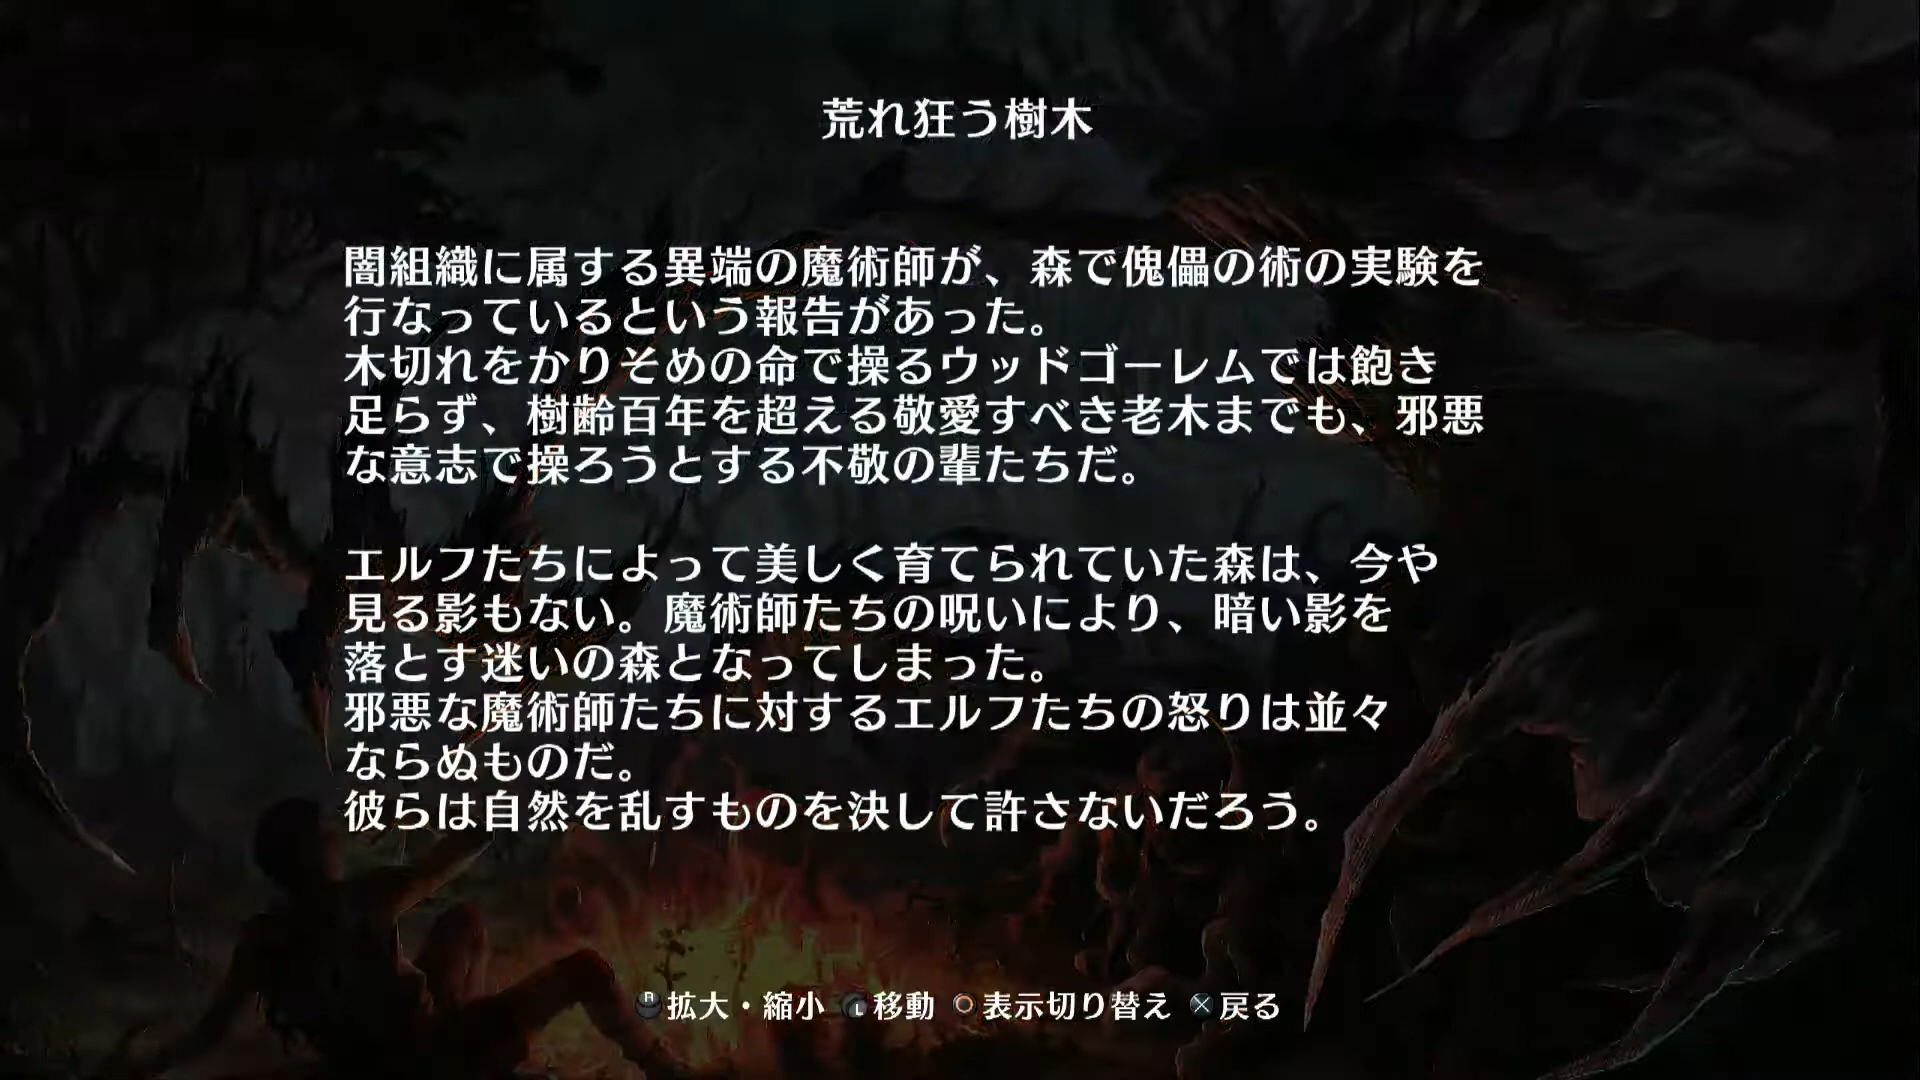 荒れ狂う樹木
闇組織に属する異端の魔術師が、森で傀儡の術の実験を
行なっているという報告があった。
木切れをかりそめの命で操るウッドゴーレムでは飽き
足らず、樹齢百年を超える敬愛すべき老木までも、邪悪
な意志で操ろうとする不敬の輩たちだ。
エルフたちによって美しく育てられていた森は、今や
見る影もない。魔術師たちの呪いにより、暗い影を
落とす迷いの森となってしまった。
邪悪な魔術師たちに対するエルフたちの怒りは並々
ならぬものだ。
彼らは自然を乱すものを決して許さないだろう。
R 拡大・縮小 L 移動 表示切り替え 戻る